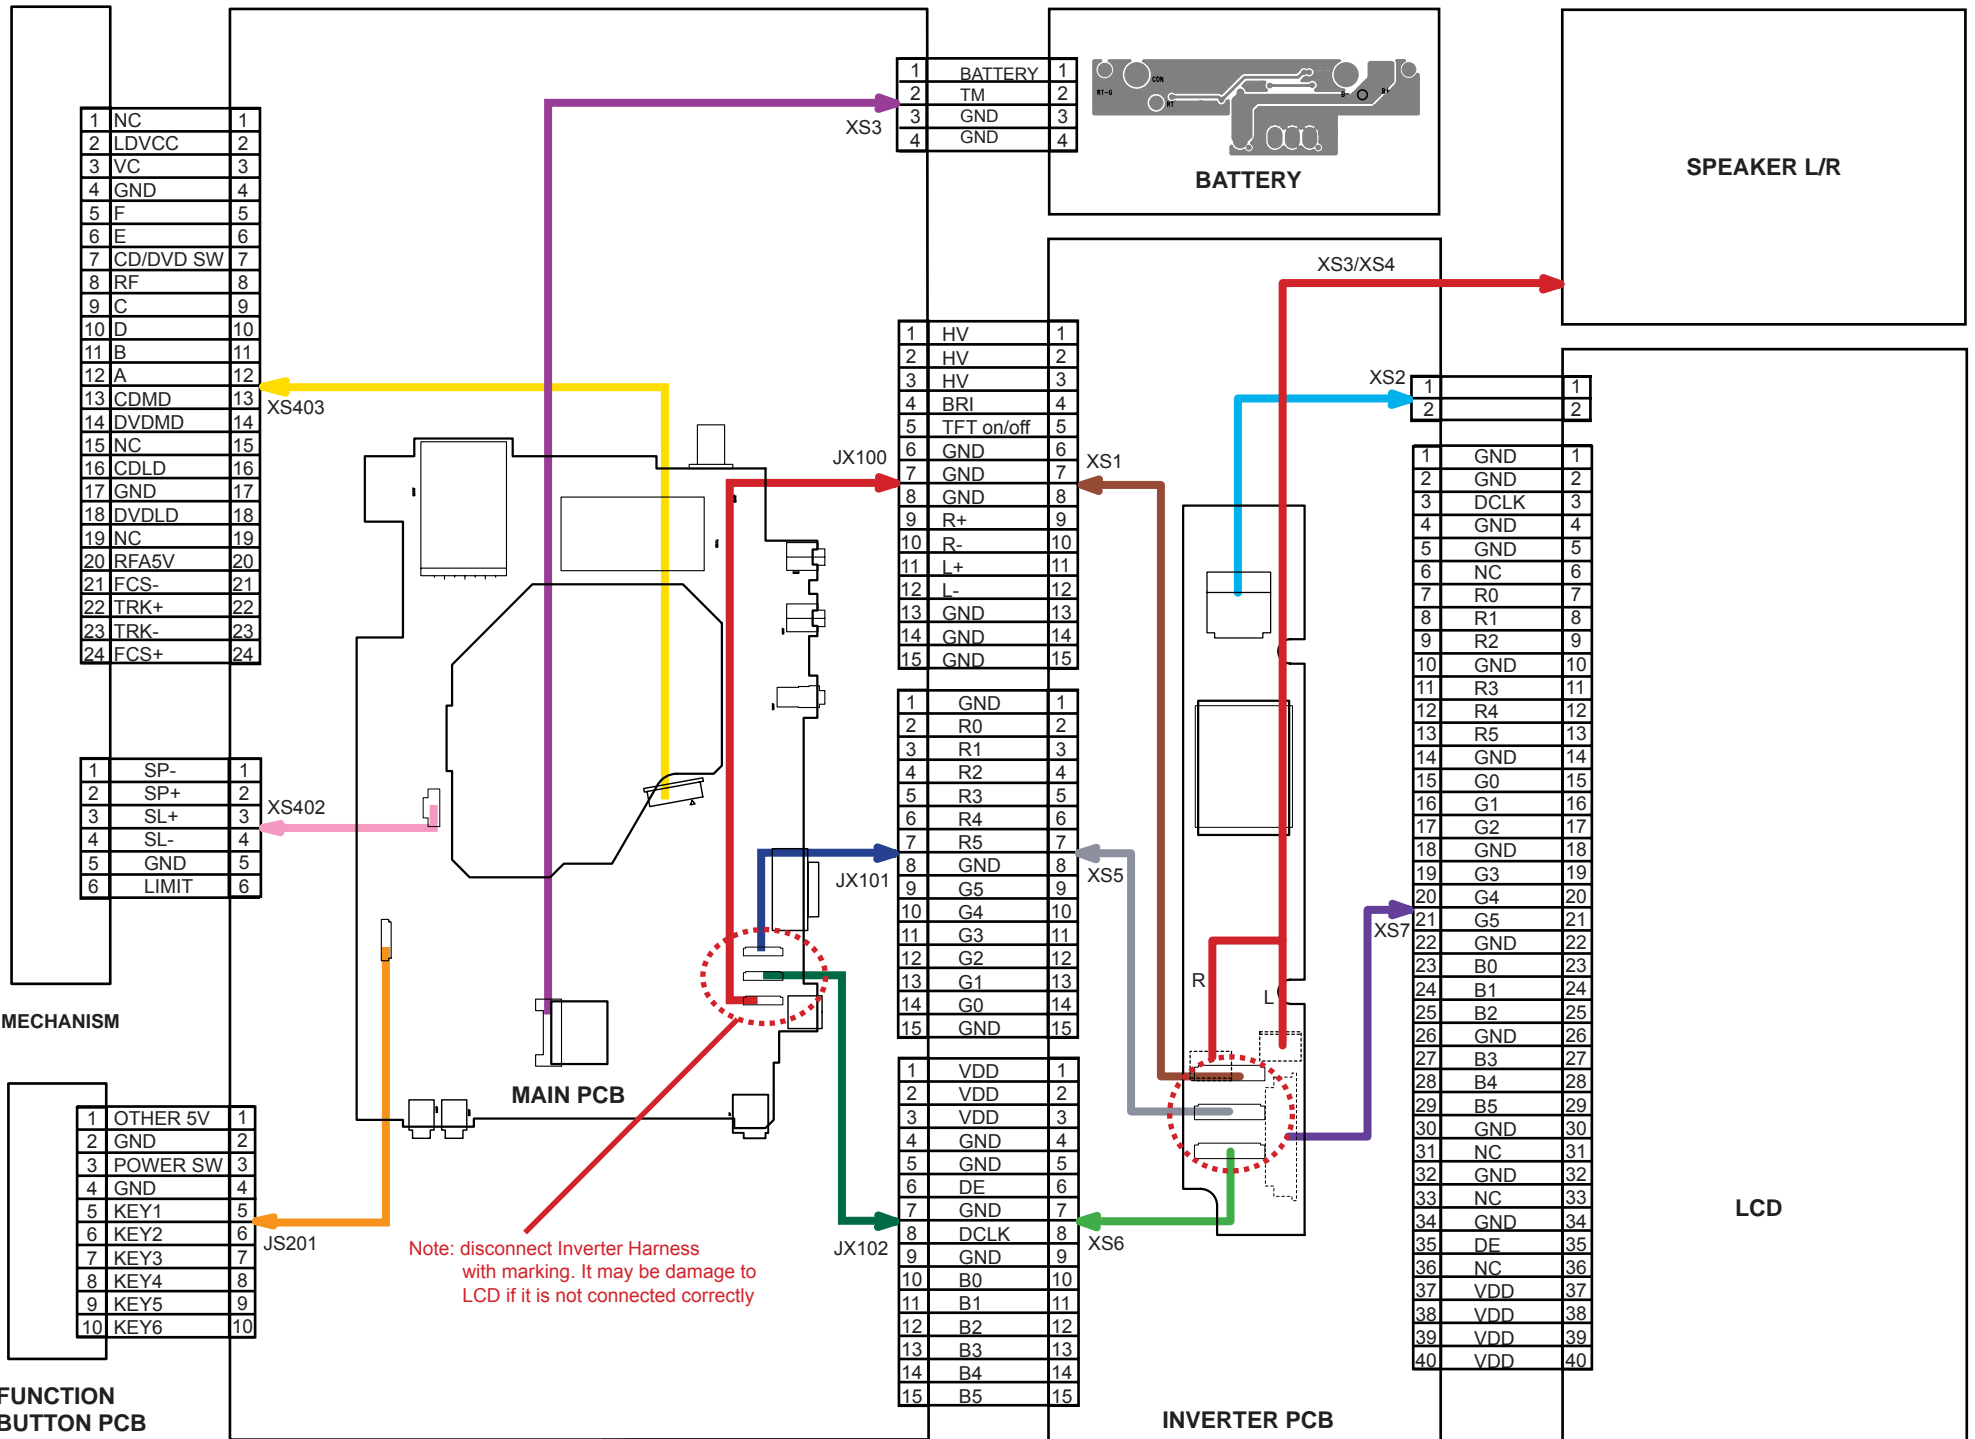 1 NC 1
2 LDVCC 2
3 VC 3
4 GND 4
5 F 5
6 E 6
7 CD/DVD SW 7
8 RF 8
9 C 9
10 D 10
11 B 11
12 A 12
13 CDMD 13
14 DVDMD 14
15 NC 15
16 CDLD 16
17 GND 17
18 DVDLD 18
19 NC 19
20 RFA5V 20
21 FCS- 21
22 TRK+ 22
23 TRK- 23
24 FCS+ 24
XS403
1 SP- 1
2 SP+ 2
3 SL+ 3
4 SL- 4
5 GND 5
6 LIMIT 6
XS402
MECHANISM
1 OTHER 5V 1
2 GND 2
3 POWER SW 3
4 GND 4
5 KEY1 5
6 KEY2 6
7 KEY3 7
8 KEY4 8
9 KEY5 9
10 KEY6 10
JS201
FUNCTION
BUTTON PCB
MAIN PCB
Note: disconnect Inverter Harness
with marking. It may be damage to
LCD if it is not connected correctly
XS3
1 BATTERY 1
2 TM 2
3 GND 3
4 GND 4
CON
RT-G
RT
B-
B+
BATTERY
JX100
1 HV 1
2 HV 2
3 HV 3
4 BRI 4
5 TFT on/off 5
6 GND 6
7 GND 7
8 GND 8
9 R+ 9
10 R- 10
11 L+ 11
12 L- 12
13 GND 13
14 GND 14
15 GND 15
XS1
JX101
1 GND 1
2 R0 2
3 R1 3
4 R2 4
5 R3 5
6 R4 6
7 R5 7
8 GND 8
9 G5 9
10 G4 10
11 G3 11
12 G2 12
13 G1 13
14 G0 14
15 GND 15
XS5
JX102
1 VDD 1
2 VDD 2
3 VDD 3
4 GND 4
5 GND 5
6 DE 6
7 GND 7
8 DCLK 8
9 GND 9
10 B0 10
11 B1 11
12 B2 12
13 B3 13
14 B4 14
15 B5 15
XS6
R
L
INVERTER PCB
XS3/XS4
SPEAKER L/R
XS2
1 1
2 2
1 GND 1
2 GND 2
3 DCLK 3
4 GND 4
5 GND 5
6 NC 6
7 R0 7
8 R1 8
9 R2 9
10 GND 10
11 R3 11
12 R4 12
13 R5 13
14 GND 14
15 G0 15
16 G1 16
17 G2 17
18 GND 18
19 G3 19
20 G4 20
21 G5 21
22 GND 22
23 B0 23
24 B1 24
25 B2 25
26 GND 26
27 B3 27
28 B4 28
29 B5 29
30 GND 30
31 NC 31
32 GND 32
33 NC 33
34 GND 34
35 DE 35
36 NC 36
37 VDD 37
38 VDD 38
39 VDD 39
40 VDD 40
XS7
LCD